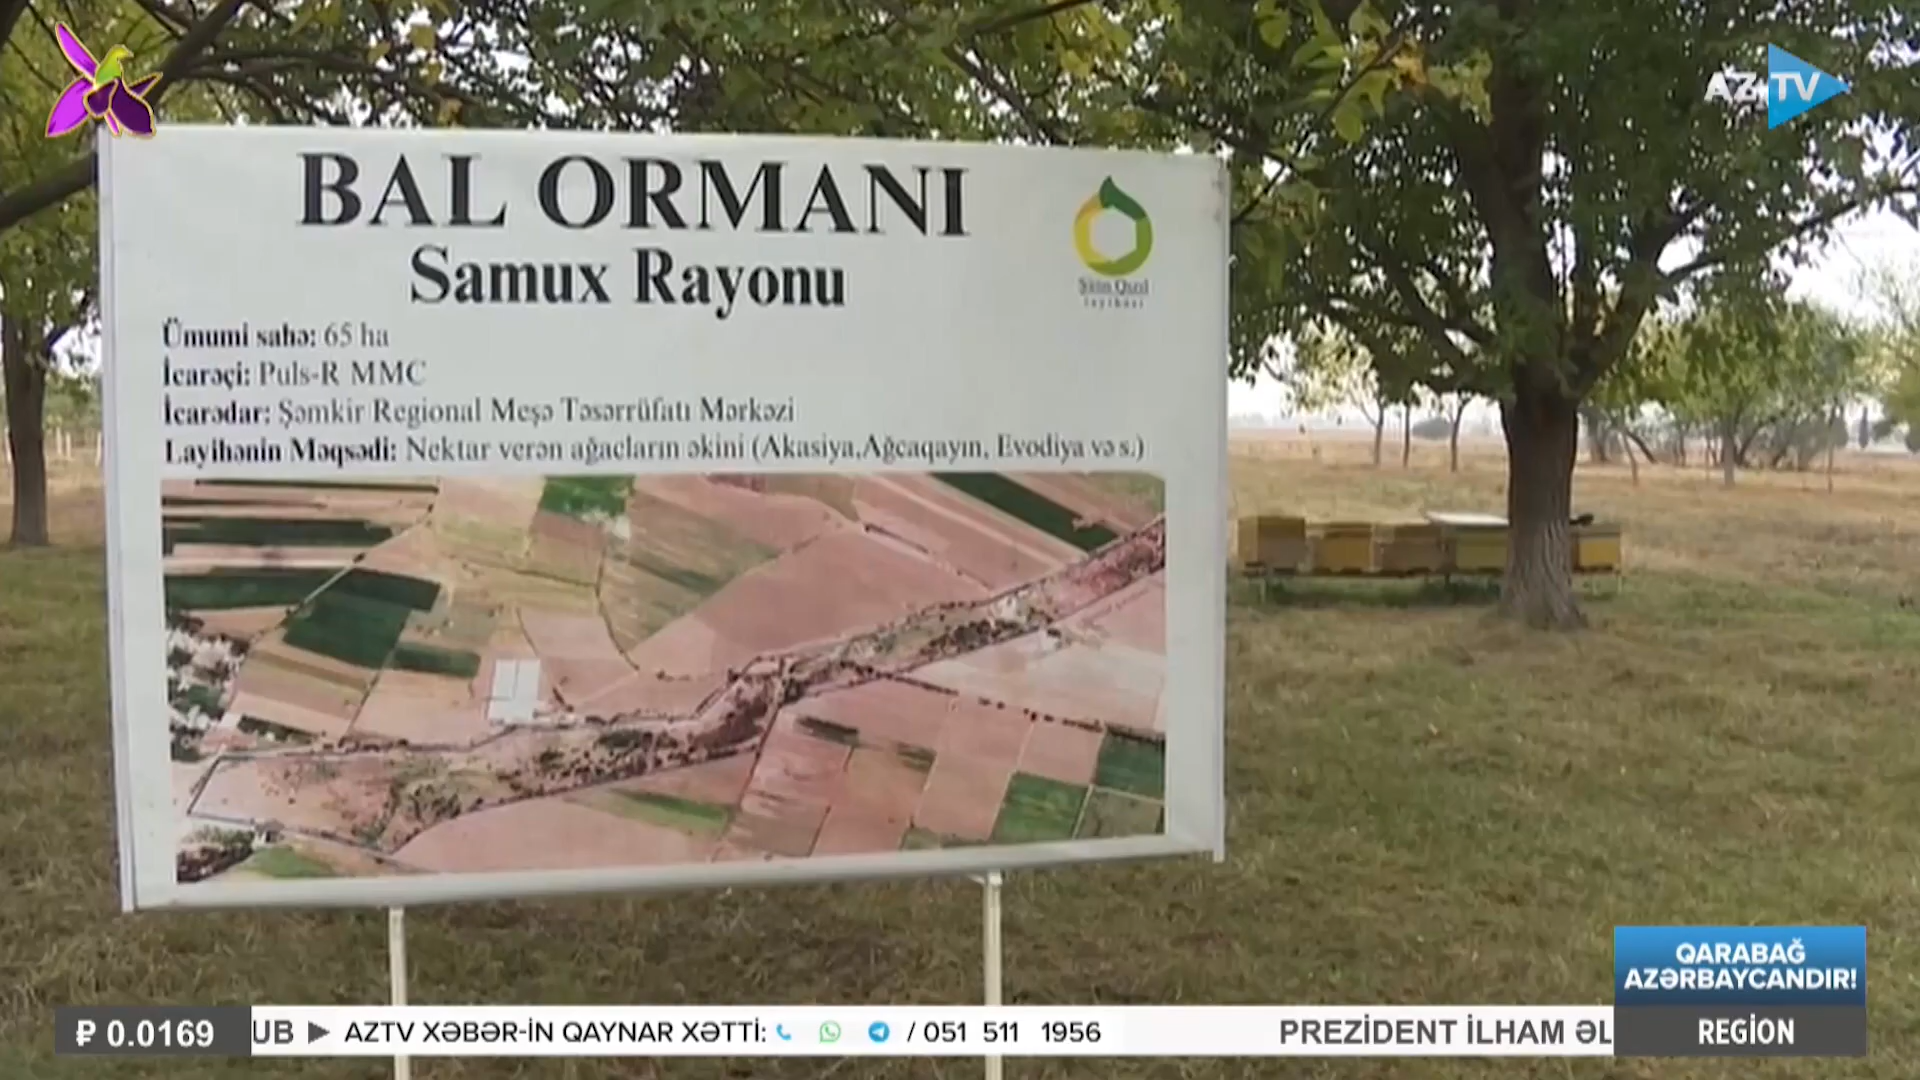 AZTV
BAL ORMANI
Samux Rayonu
Ümumi sahə: 65 ha
İcarəçi: Puls-R MMC
İcarədar: Şəmkir Regional Meşə Təsərrüfatı Mərkəzi
Layihənin Məqsədi: Nektar verən ağacların əkini (Akasiya,Ağcaqayın, Evodiya və s.)
QARABAĞ
AZƏRBAYCANDIR!
₽ 0.0169
UB ▶ AZTV XƏBƏR-İN QAYNAR XƏTTİ: / 051 511 1956
PREZİDENT İLHAM ƏL
REGİON